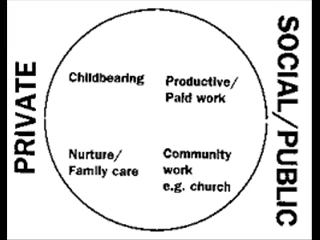 PRIVATE
SOCIAL/PUBLIC
Childbearing
Productive/
Paid work
Nurture/
Family care
Community
work
e.g. church